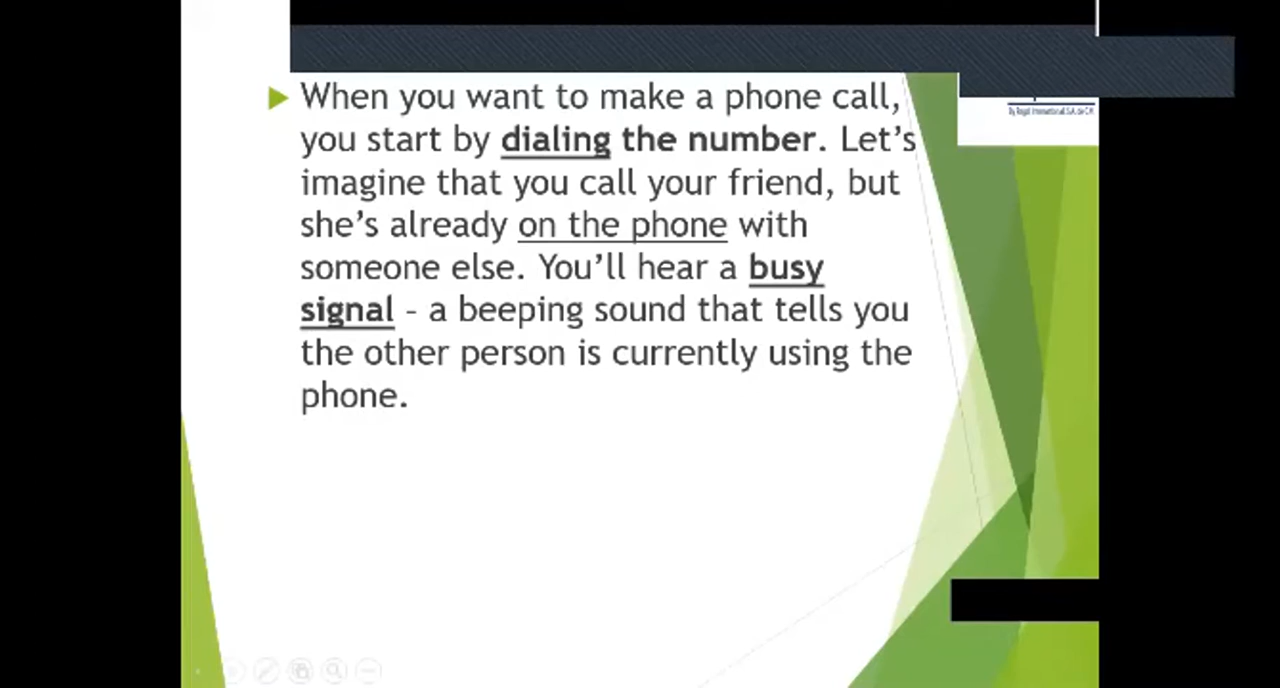 When you want to make a phone call,
you start by dialing the number. Let’s
imagine that you call your friend, but
she’s already on the phone with
someone else. You’ll hear a busy
signal – a beeping sound that tells you
the other person is currently using the
phone.